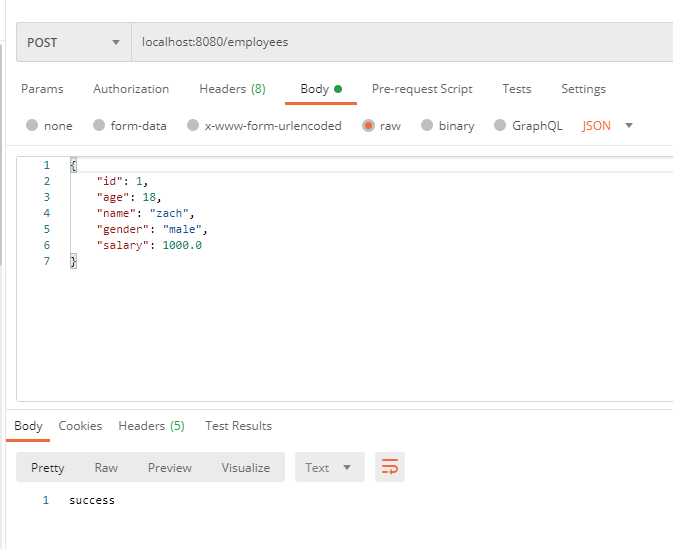 POST localhost:8080/employees
Params Authorization Headers (8) Body Pre-request Script Tests Settings
none form-data x-www-form-urlencoded raw binary GraphQL JSON
1 {
2 "id": 1,
3 "age": 18,
4 "name": "zach",
5 "gender": "male",
6 "salary": 1000.0
7 }
Body Cookies Headers (5) Test Results
Pretty Raw Preview Visualize Text
1 success